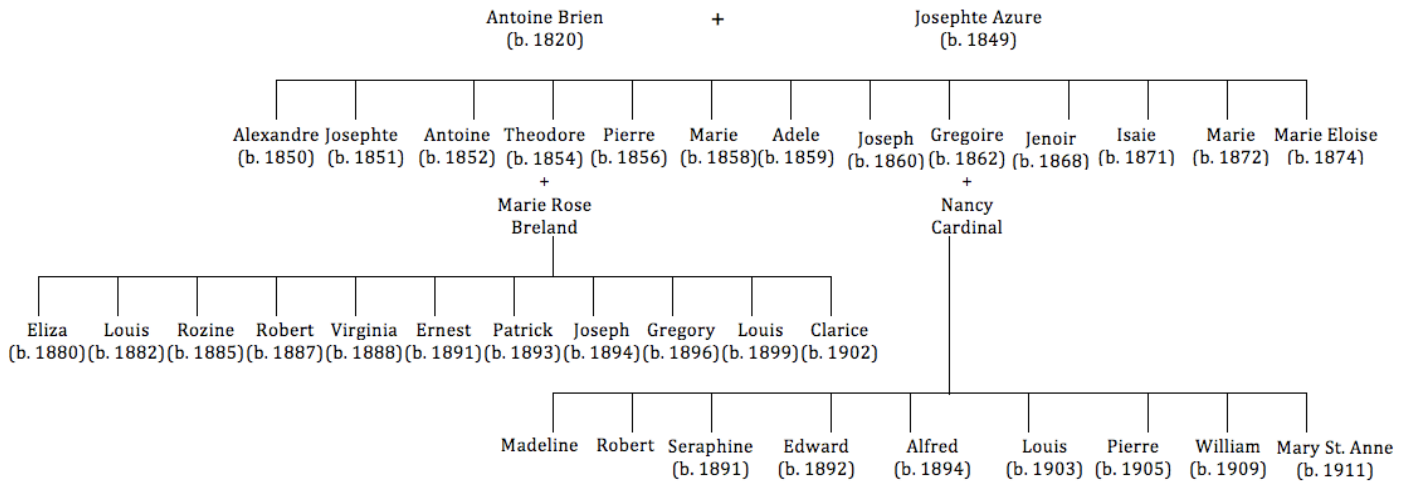 Antoine Brien + Josephte Azure
(b. 1820) (b. 1849)
Alexandre Josephte Antoine Theodore Pierre Marie Adele Joseph Gregoire Jenoir Isaie Marie Marie Eloise
(b. 1850) (b. 1851) (b. 1852) (b. 1854) (b. 1856) (b. 1858) (b. 1859) (b. 1860) (b. 1862) (b. 1868) (b. 1871) (b. 1872) (b. 1874)
+ +
Marie Rose Nancy
Breland Cardinal
Eliza Louis Rozine Robert Virginia Ernest Patrick Joseph Gregory Louis Clarice
(b. 1880) (b. 1882) (b. 1885) (b. 1887) (b. 1888) (b. 1891) (b. 1893) (b. 1894) (b. 1896) (b. 1899) (b. 1902)
Madeline Robert Seraphine Edward Alfred Louis Pierre William Mary St. Anne
(b. 1891) (b. 1892) (b. 1894) (b. 1903) (b. 1905) (b. 1909) (b. 1911)